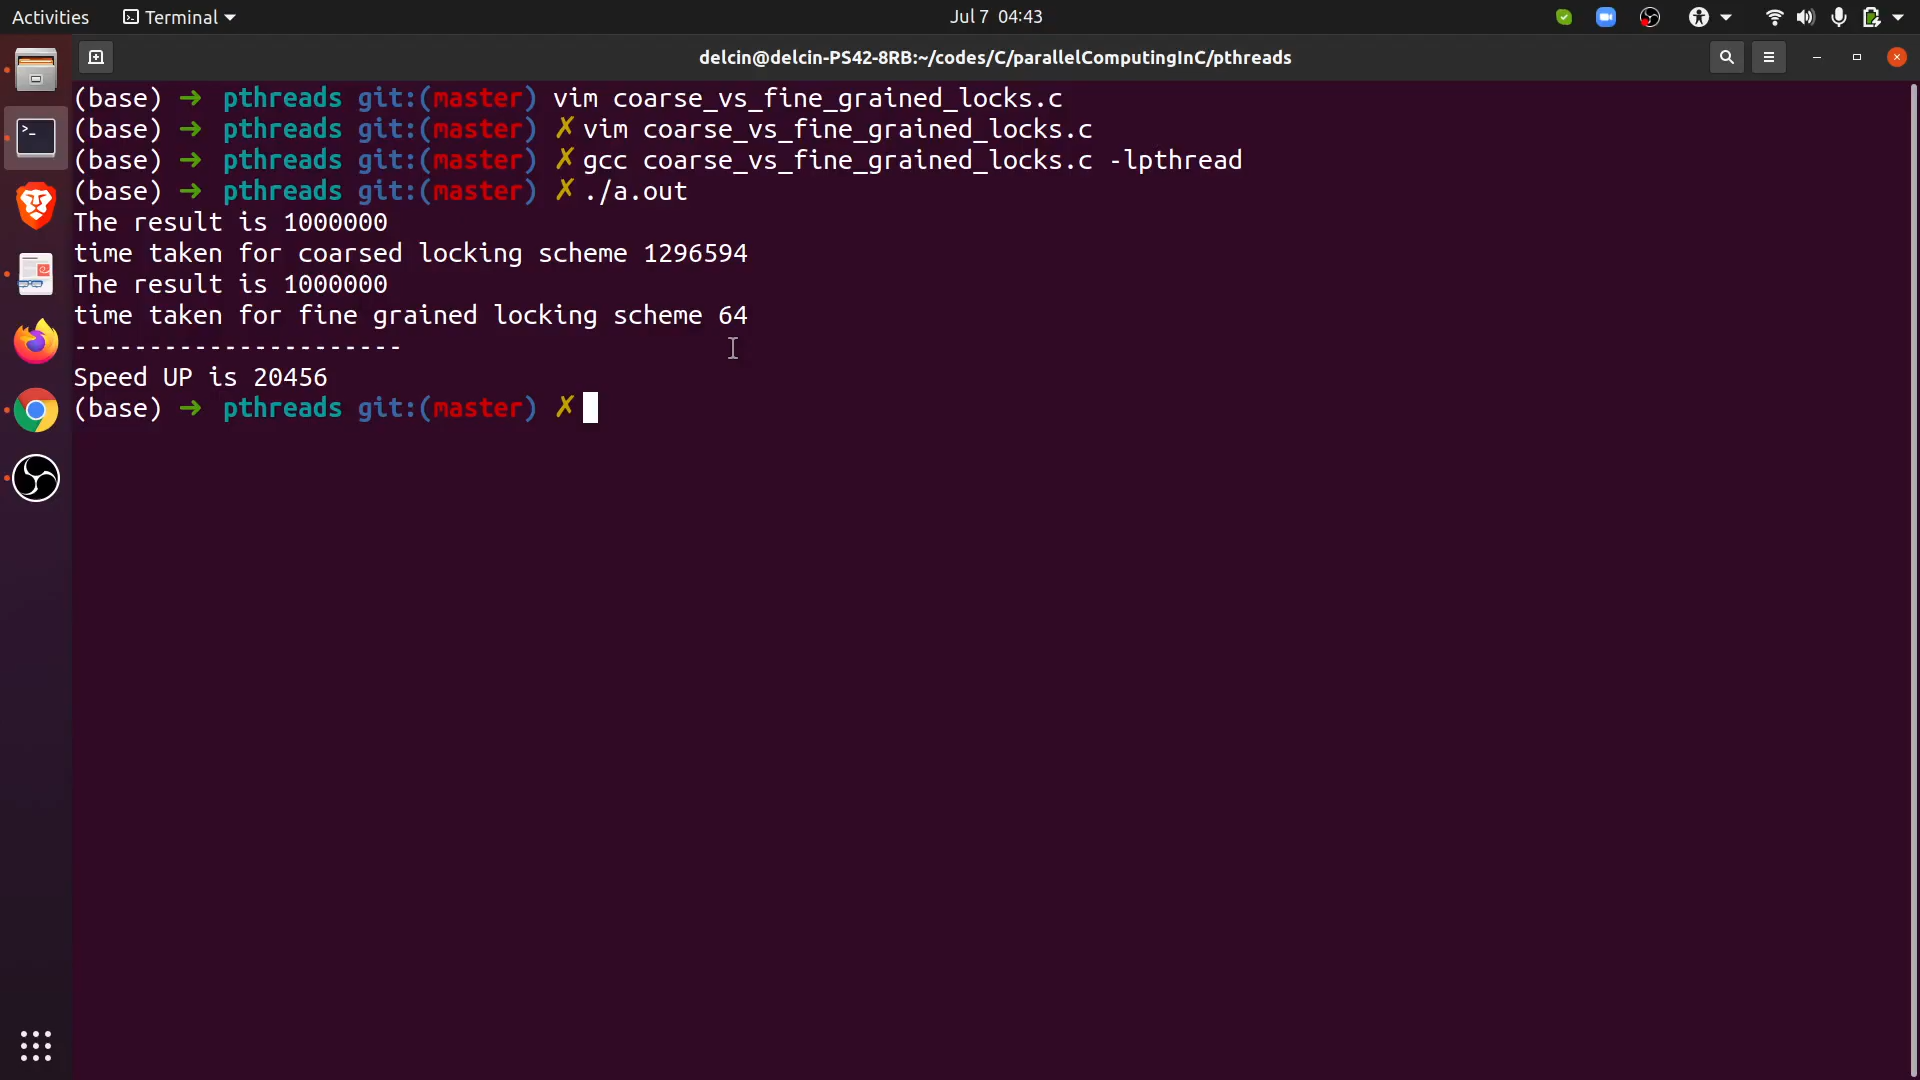 Activities Terminal Jul 7 04:43
delcin@delcin-PS42-8RB:~/codes/C/parallelComputingInC/pthreads
(base) ➜ pthreads git:(master) vim coarse_vs_fine_grained_locks.c
(base) ➜ pthreads git:(master) ✗ vim coarse_vs_fine_grained_locks.c
(base) ➜ pthreads git:(master) ✗ gcc coarse_vs_fine_grained_locks.c -lpthread
(base) ➜ pthreads git:(master) ✗ ./a.out
The result is 1000000
time taken for coarsed locking scheme 1296594
The result is 1000000
time taken for fine grained locking scheme 64
----------------------
Speed UP is 20456
(base) ➜ pthreads git:(master) ✗